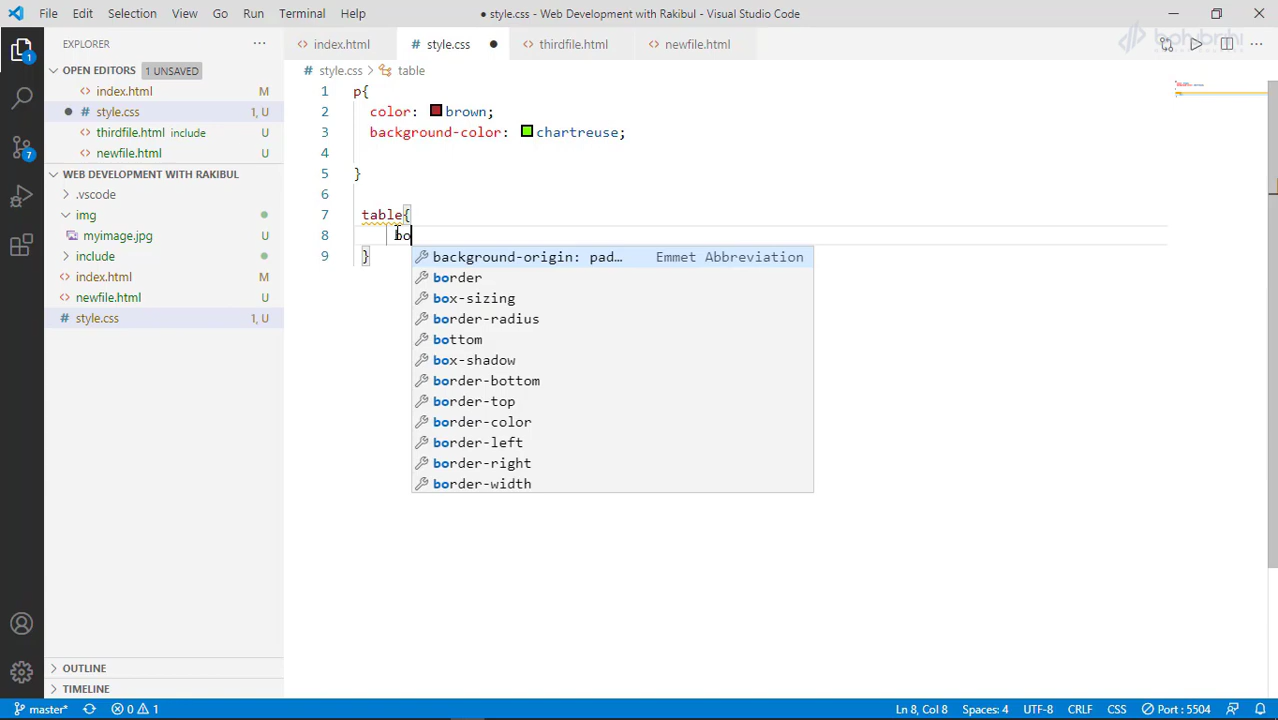 File Edit Selection View Go Run Terminal Help
● style.css - Web Development with Rakibul - Visual Studio Code
EXPLORER
index.html
style.css
thirdfile.html
newfile.html
bohubrihi
OPEN EDITORS 1 UNSAVED
index.html M
style.css 1, U
thirdfile.html include U
newfile.html U
WEB DEVELOPMENT WITH RAKIBUL
.vscode
img
myimage.jpg U
include
index.html M
newfile.html U
style.css 1, U
OUTLINE
TIMELINE
1
7
style.css > table
1 p{
2 color: brown;
3 background-color: chartreuse;
4
5 }
6
7 table{
8 bo
9 }
background-origin: pad… Emmet Abbreviation
border
box-sizing
border-radius
bottom
box-shadow
border-bottom
border-top
border-color
border-left
border-right
border-width
master* 0 1 Ln 8, Col 8 Spaces: 4 UTF-8 CRLF CSS Port : 5504